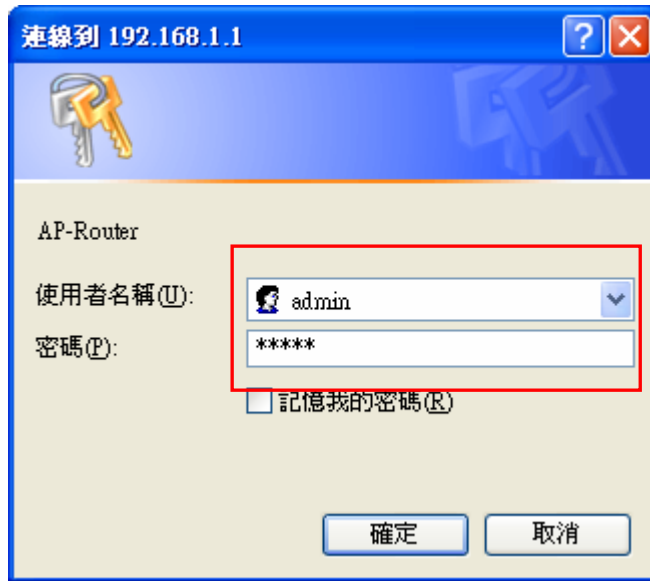 連線到 192.168.1.1
AP-Router
使用者名稱(U):
admin
密碼(P):
*****
記憶我的密碼(R)
確定
取消